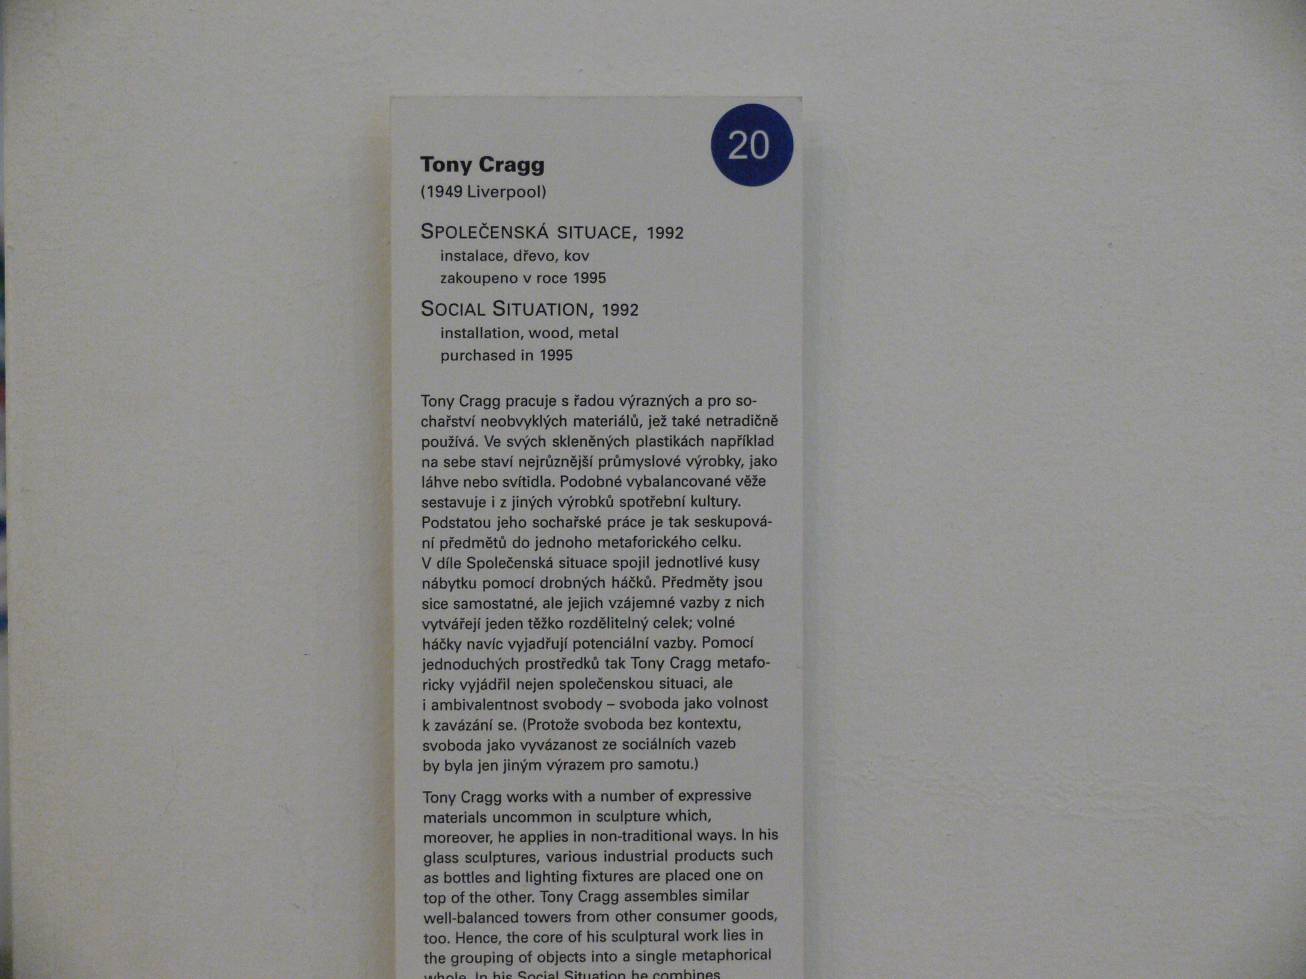 20
Tony Cragg
(1949 Liverpool)
SPOLEČENSKÁ SITUACE, 1992
instalace, dřevo, kov
zakoupeno v roce 1995
SOCIAL SITUATION, 1992
installation, wood, metal
purchased in 1995
Tony Cragg pracuje s řadou výrazných a pro so-
chařství neobvyklých materiálů, jež také netradičně
používá. Ve svých skleněných plastikách například
na sebe staví nejrůznější průmyslové výrobky, jako
láhve nebo svítidla. Podobné vybalancované věže
sestavuje i z jiných výrobků spotřební kultury.
Podstatou jeho sochařské práce je tak seskupová-
ní předmětů do jednoho metaforického celku.
V díle Společenská situace spojil jednotlivé kusy
nábytku pomocí drobných háčků. Předměty jsou
sice samostatné, ale jejich vzájemné vazby z nich
vytvářejí jeden těžko rozdělitelný celek; volné
háčky navíc vyjadřují potenciální vazby. Pomocí
jednoduchých prostředků tak Tony Cragg metafo-
ricky vyjádřil nejen společenskou situaci, ale
i ambivalentnost svobody – svoboda jako volnost
k zavázání se. (Protože svoboda bez kontextu,
svoboda jako vyvázanost ze sociálních vazeb
by byla jen jiným výrazem pro samotu.)
Tony Cragg works with a number of expressive
materials uncommon in sculpture which,
moreover, he applies in non-traditional ways. In his
glass sculptures, various industrial products such
as bottles and lighting fixtures are placed one on
top of the other. Tony Cragg assembles similar
well-balanced towers from other consumer goods,
too. Hence, the core of his sculptural work lies in
the grouping of objects into a single metaphorical
whole. In his Social Situation he combines